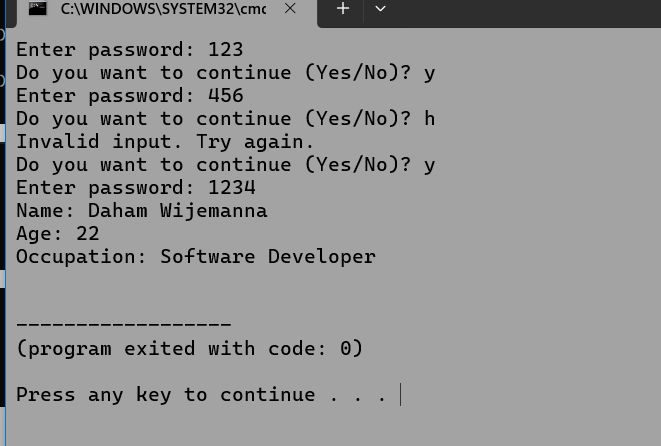 C:\WINDOWS\SYSTEM32\cmc
Enter password: 123
Do you want to continue (Yes/No)? y
Enter password: 456
Do you want to continue (Yes/No)? h
Invalid input. Try again.
Do you want to continue (Yes/No)? y
Enter password: 1234
Name: Daham Wijemanna
Age: 22
Occupation: Software Developer
------------------
(program exited with code: 0)
Press any key to continue . . .